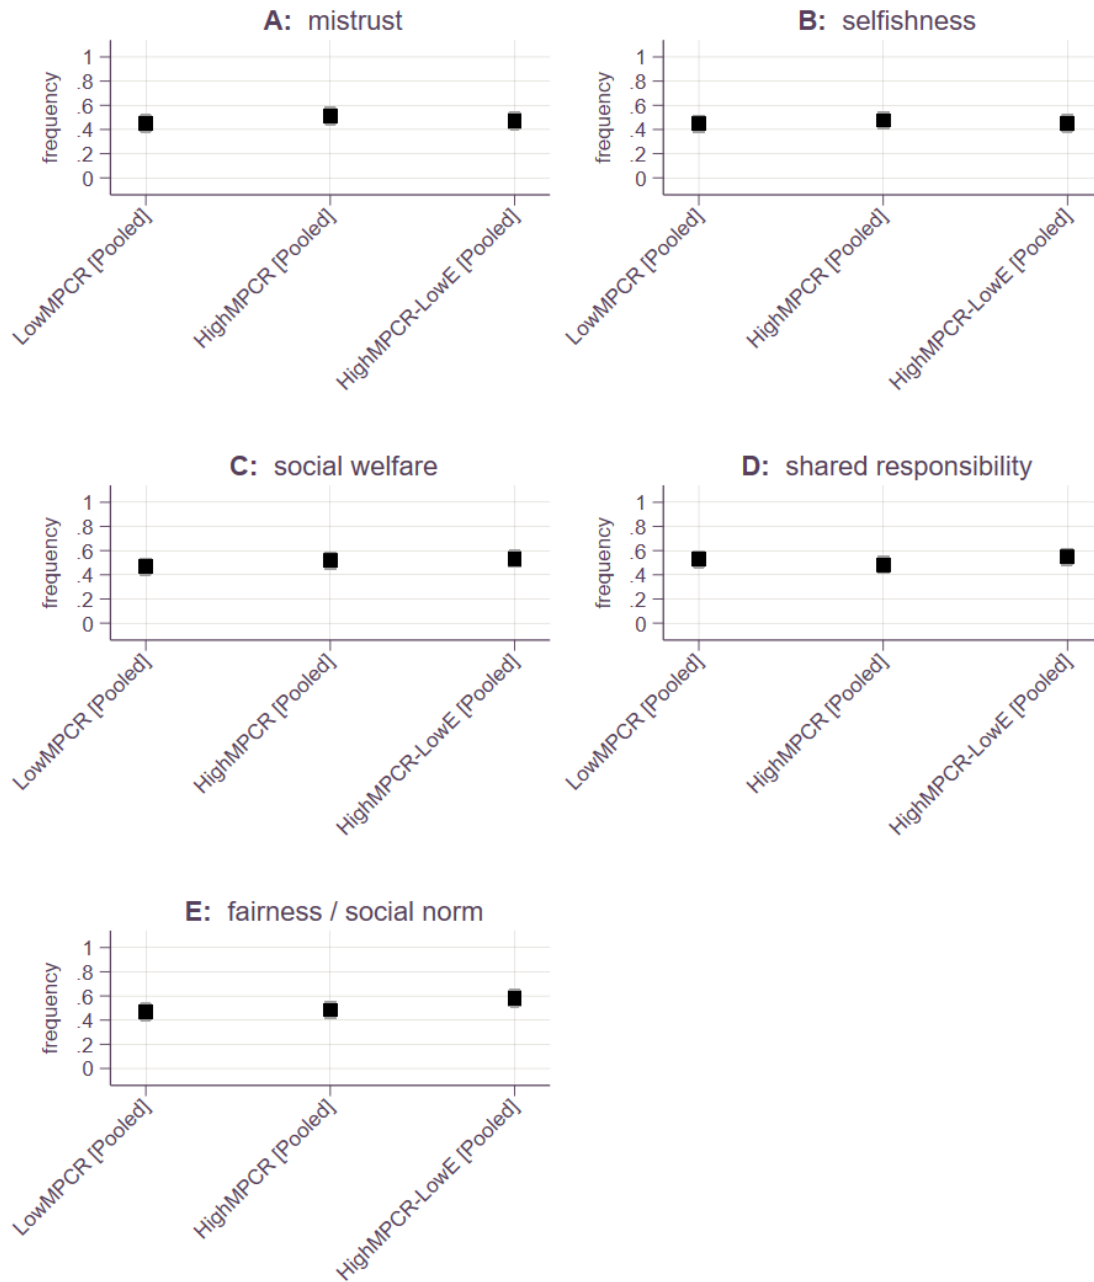 A: mistrust
frequency
1
.8
.6
.4
.2
0
LowMPCR [Pooled]
HighMPCR [Pooled]
HighMPCR-LowE [Pooled]
B: selfishness
frequency
1
.8
.6
.4
.2
0
LowMPCR [Pooled]
HighMPCR [Pooled]
HighMPCR-LowE [Pooled]
C: social welfare
frequency
1
.8
.6
.4
.2
0
LowMPCR [Pooled]
HighMPCR [Pooled]
HighMPCR-LowE [Pooled]
D: shared responsibility
frequency
1
.8
.6
.4
.2
0
LowMPCR [Pooled]
HighMPCR [Pooled]
HighMPCR-LowE [Pooled]
E: fairness / social norm
frequency
1
.8
.6
.4
.2
0
LowMPCR [Pooled]
HighMPCR [Pooled]
HighMPCR-LowE [Pooled]